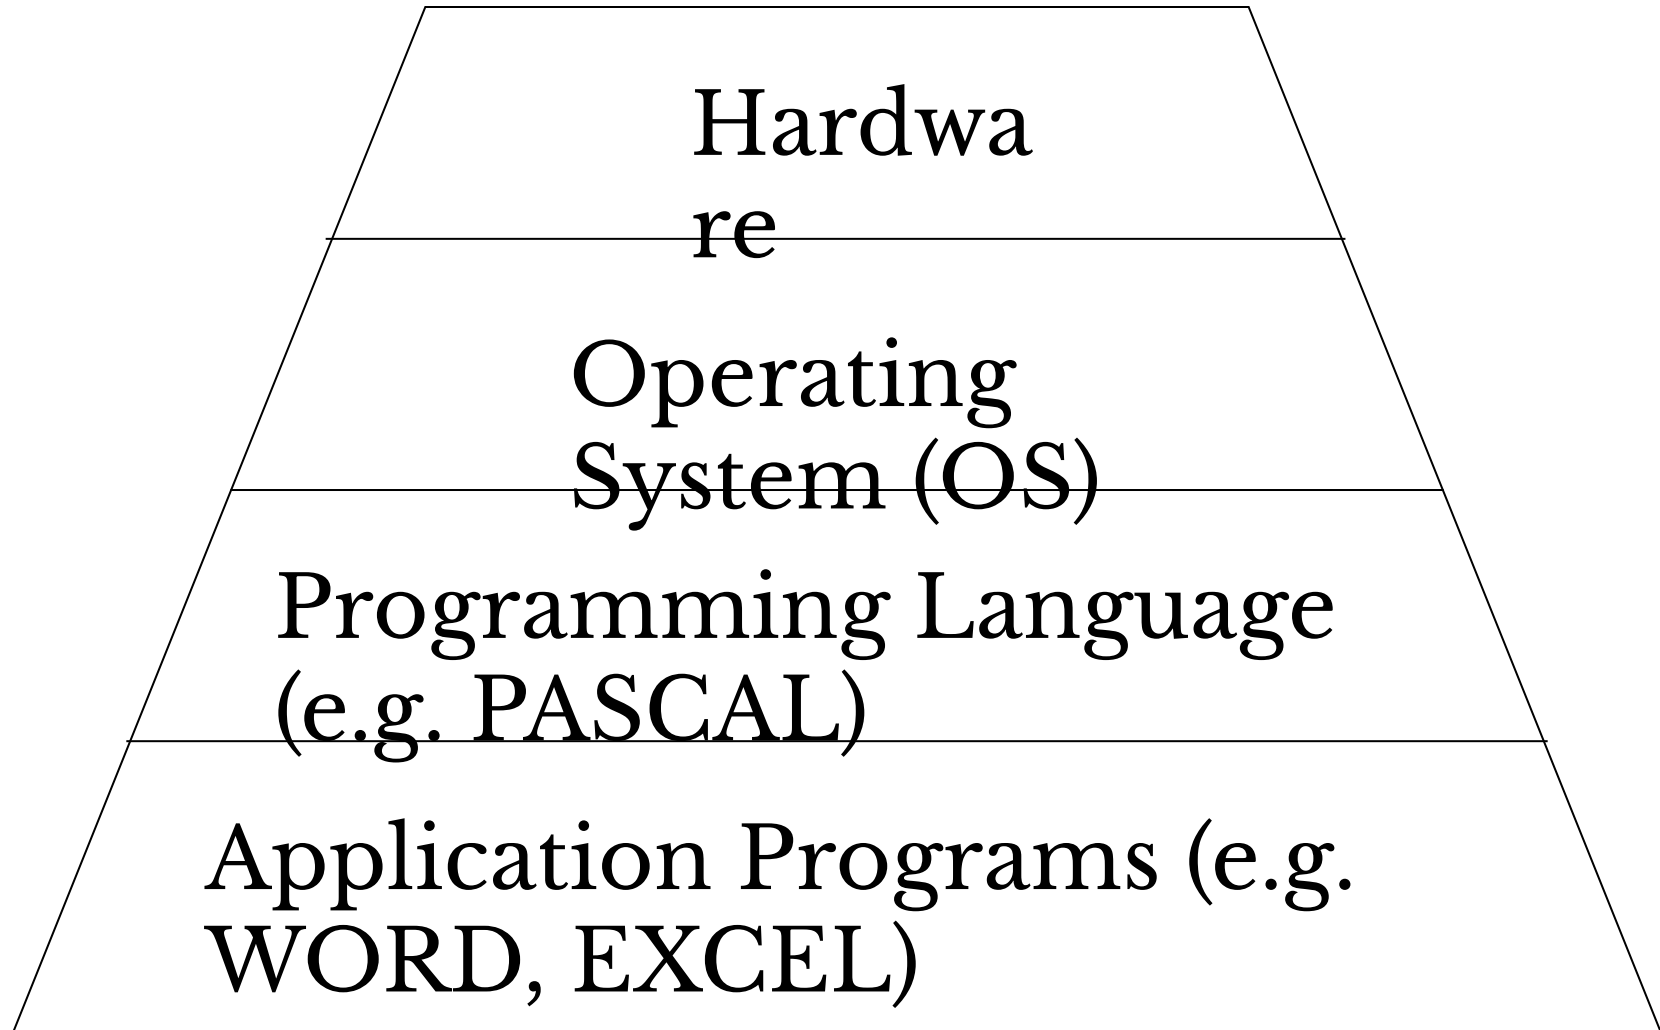 Hardwa
re
Operating
System (OS)
Programming Language
(e.g. PASCAL)
Application Programs (e.g.
WORD, EXCEL)